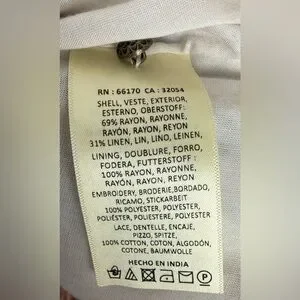 RN : 66170 CA : 32054
SHELL, VESTE, EXTERIOR,
ESTERNO, OBERSTOFF:
69% RAYON, RAYONNE,
RAYÓN, RAYON, REYON
31% LINEN, LIN, LINO, LEINEN,
LINING, DOUBLURE, FORRO,
FODERA, FUTTERSTOFF:
100% RAYON, RAYONNE,
RAYÓN, RAYON, REYON
EMBROIDERY, BRODERIE,BORDADO,
RICAMO, STICKARBEIT
100% POLYESTER, POLYESTER,
POLIÉSTER, POLIESTERE, POLYESTER
LACE, DENTELLE, ENCAJE,
PIZZO, SPITZE,
100% COTTON, COTON, ALGODÓN,
COTONE, BAUMWOLLE
HECHO EN INDIA
P